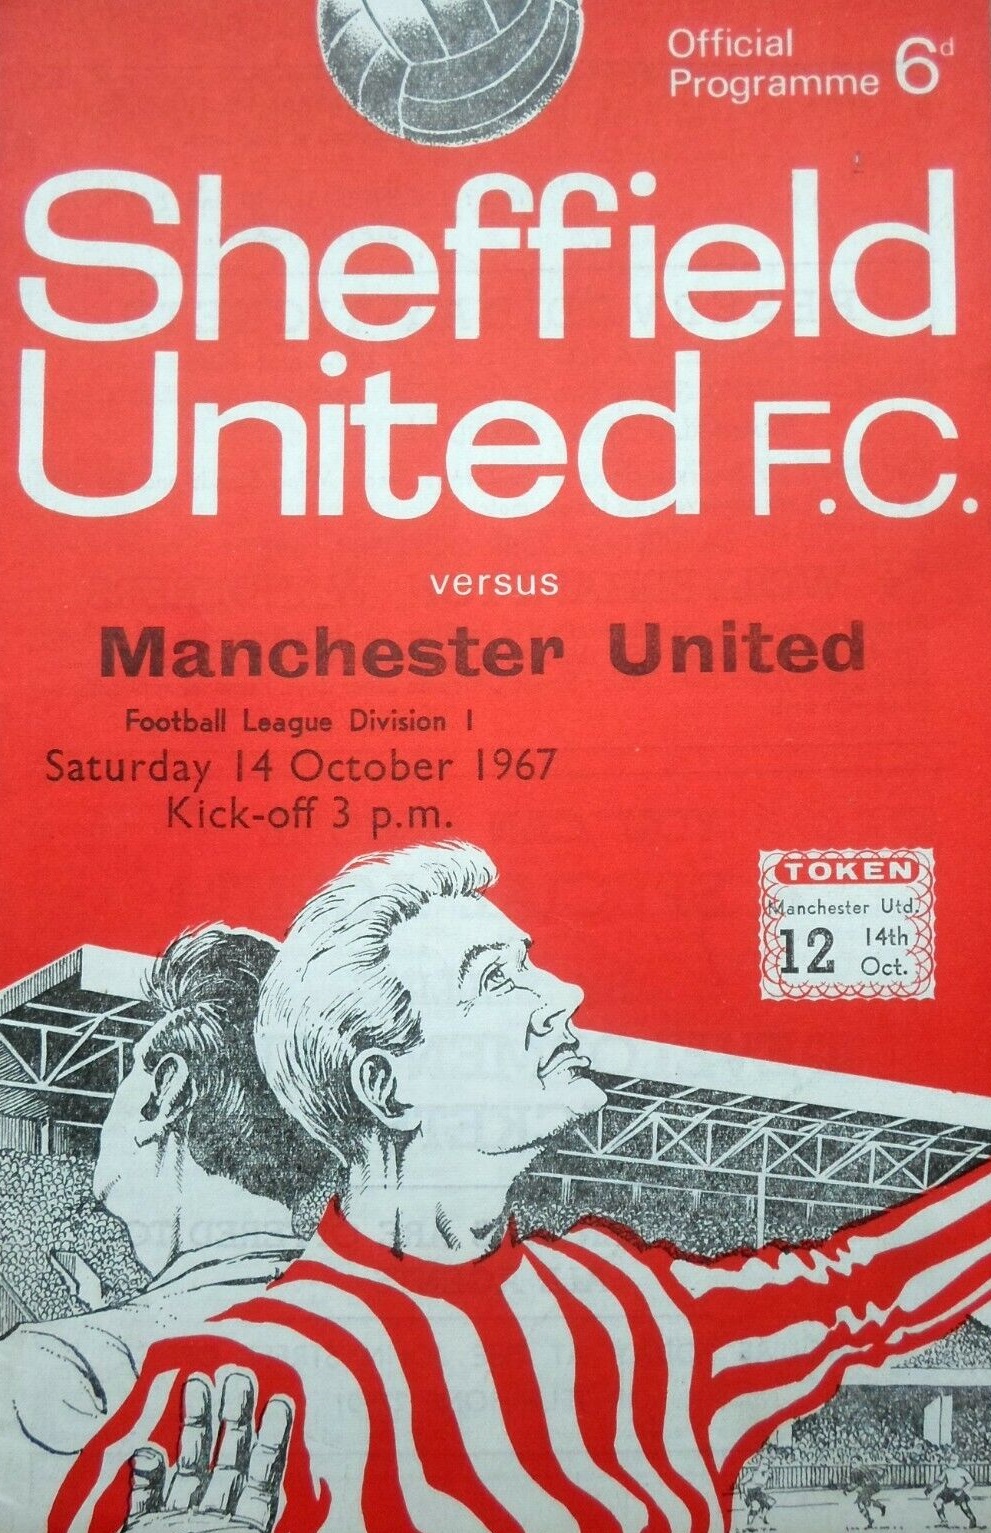 Official
Programme 6d
Sheffield
United F.C.
versus
Manchester United
Football League Division 1
Saturday 14 October 1967
Kick-off 3 p.m.
TOKEN
Manchester Utd.
12 14th
Oct.